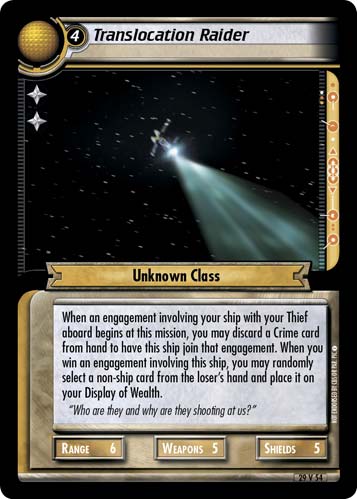 4 Translocation Raider
Unknown Class
When an engagement involving your ship with your Thief
aboard begins at this mission, you may discard a Crime card
from hand to have this ship join that engagement. When you
win an engagement involving this ship, you may randomly
select a non-ship card from the loser's hand and place it on
your Display of Wealth.
"Who are they and why are they shooting at us?"
RANGE 6 WEAPONS 5 SHIELDS 5
29 V 54